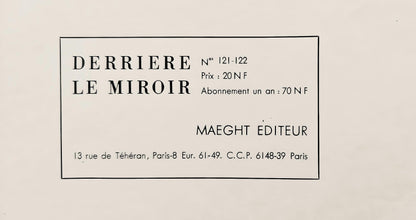 DERRIERE
LE MIROIR
Nos 121-122
Prix : 20 N F
Abonnement un an : 70 N F
MAEGHT EDITEUR
13 rue de Téhéran, Paris-8 Eur. 61-49. C.C.P. 6148-39 Paris